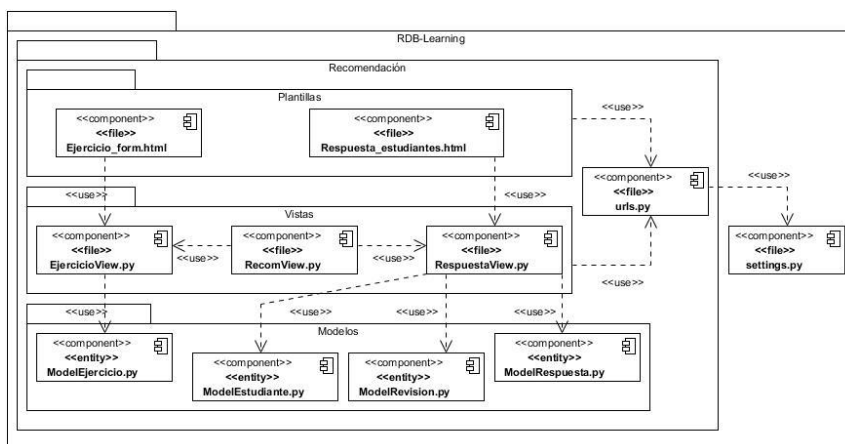 RDB-Learning
Recomendación
Plantillas
<<component>>
<<file>>
Ejercicio_form.html
<<component>>
<<file>>
Respuesta_estudiantes.html
<<use>>
<<component>>
<<file>>
urls.py
<<use>>
<<component>>
<<file>>
settings.py
<<use>>
<<use>>
Vistas
<<component>>
<<file>>
EjercicioView.py
<<use>>
<<component>>
<<file>>
RecomView.py
<<use>>
<<component>>
<<file>>
RespuestaView.py
<<use>>
<<use>>
<<use>>
<<use>>
<<use>>
Modelos
<<component>>
<<entity>>
ModelEjercicio.py
<<component>>
<<entity>>
ModelEstudiante.py
<<component>>
<<entity>>
ModelRevision.py
<<component>>
<<entity>>
ModelRespuesta.py